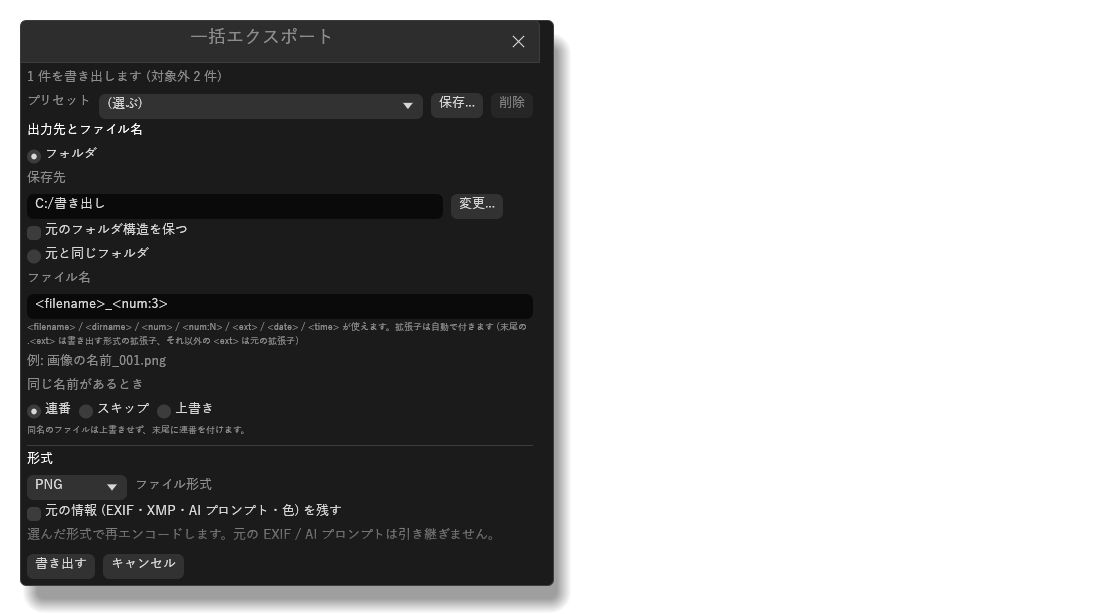 一括エクスポート
1 件を書き出します (対象外 2 件)
プリセット (選ぶ) 保存... 削除
出力先とファイル名
フォルダ
保存先
C:/書き出し 変更...
元のフォルダ構造を保つ
元と同じフォルダ
ファイル名
<filename>_<num:3>
<filename> / <dirname> / <num> / <num:N> / <ext> / <date> / <time> が使えます。拡張子は自動で付きます (末尾の
.<ext> は書き出す形式の拡張子、それ以外の <ext> は元の拡張子)
例: 画像の名前_001.png
同じ名前があるとき
連番 スキップ 上書き
同名のファイルは上書きせず、末尾に連番を付けます。
形式
PNG ファイル形式
元の情報 (EXIF・XMP・AI プロンプト・色) を残す
選んだ形式で再エンコードします。元の EXIF / AI プロンプトは引き継ぎません。
書き出す キャンセル